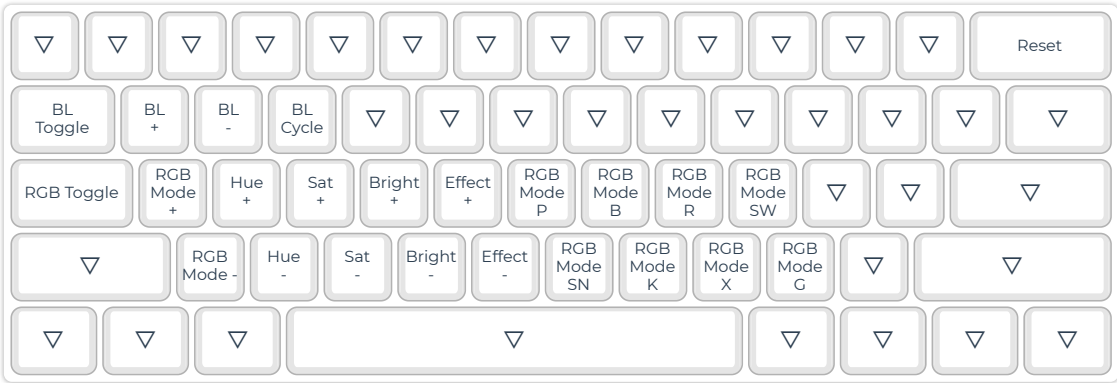 ▽ ▽ ▽ ▽ ▽ ▽ ▽ ▽ ▽ ▽ ▽ ▽ ▽ Reset
BL
Toggle
BL
+
BL
-
BL
Cycle
▽ ▽ ▽ ▽ ▽ ▽ ▽ ▽ ▽ ▽
RGB Toggle
RGB
Mode
+
Hue
+
Sat
+
Bright
+
Effect
+
RGB
Mode
P
RGB
Mode
B
RGB
Mode
R
RGB
Mode
SW
▽ ▽ ▽
▽
RGB
Mode -
Hue
-
Sat
-
Bright
-
Effect
-
RGB
Mode
SN
RGB
Mode
K
RGB
Mode
X
RGB
Mode
G
▽ ▽
▽ ▽ ▽ ▽ ▽ ▽ ▽ ▽